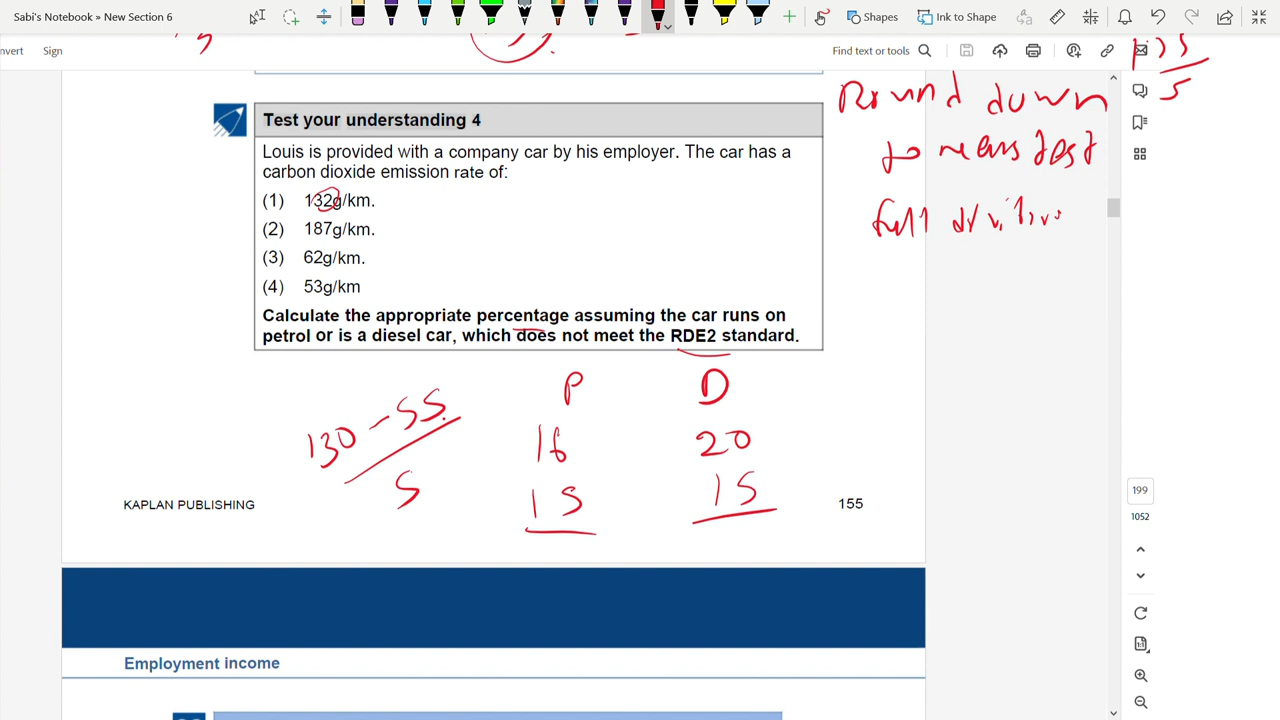 Sabi's Notebook » New Section 6
Shapes
Ink to Shape
nvert
Sign
Find text or tools
Round down
to
full
5
Test your understanding 4
Louis is provided with a company car by his employer. The car has a
carbon dioxide emission rate of:
(1) 132g/km.
(2) 187g/km.
(3) 62g/km.
(4) 53g/km
Calculate the appropriate percentage assuming the car runs on
petrol or is a diesel car, which does not meet the RDE2 standard.
P D
130 - 55
5
16 20
15 15
KAPLAN PUBLISHING
155
199
1052
1:1
Employment income